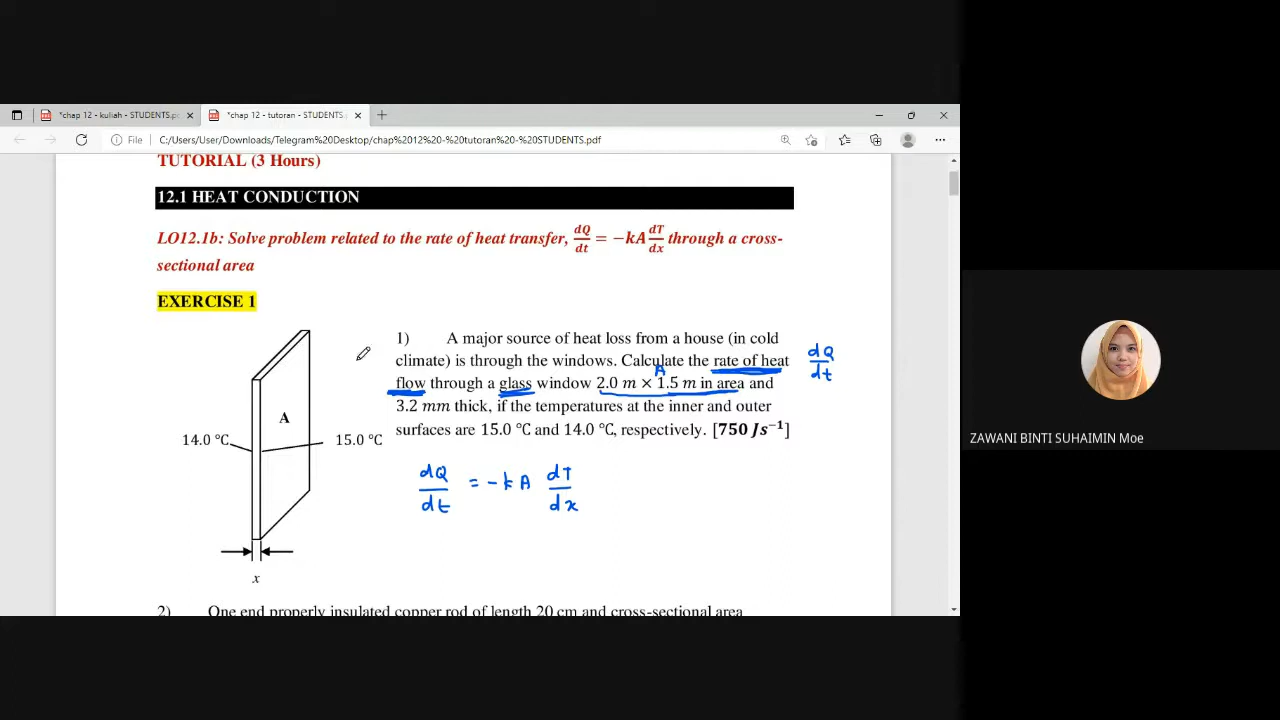 *chap 12 - kuliah - STUDENTS.pd
*chap 12 - tutoran - STUDENTS.
File
C:/Users/User/Downloads/Telegram%20Desktop/chap%2012%20-%20tutoran%20-%20STUDENTS.pdf
TUTORIAL (3 Hours)
12.1 HEAT CONDUCTION
LO12.1b: Solve problem related to the rate of heat transfer, dQ/dt = −kA dT/dx through a cross-
sectional area
EXERCISE 1
1) A major source of heat loss from a house (in cold
climate) is through the windows. Calculate the rate of heat
flow through a glass window 2.0 m × 1.5 m in area and
3.2 mm thick, if the temperatures at the inner and outer
surfaces are 15.0 ℃ and 14.0 ℃, respectively. [750 Js⁻¹]
dQ/dt
A
A
14.0 ℃
15.0 ℃
x
dQ/dt = -kA dT/dx
2) One end properly insulated copper rod of length 20 cm and cross-sectional area
ZAWANI BINTI SUHAIMIN Moe